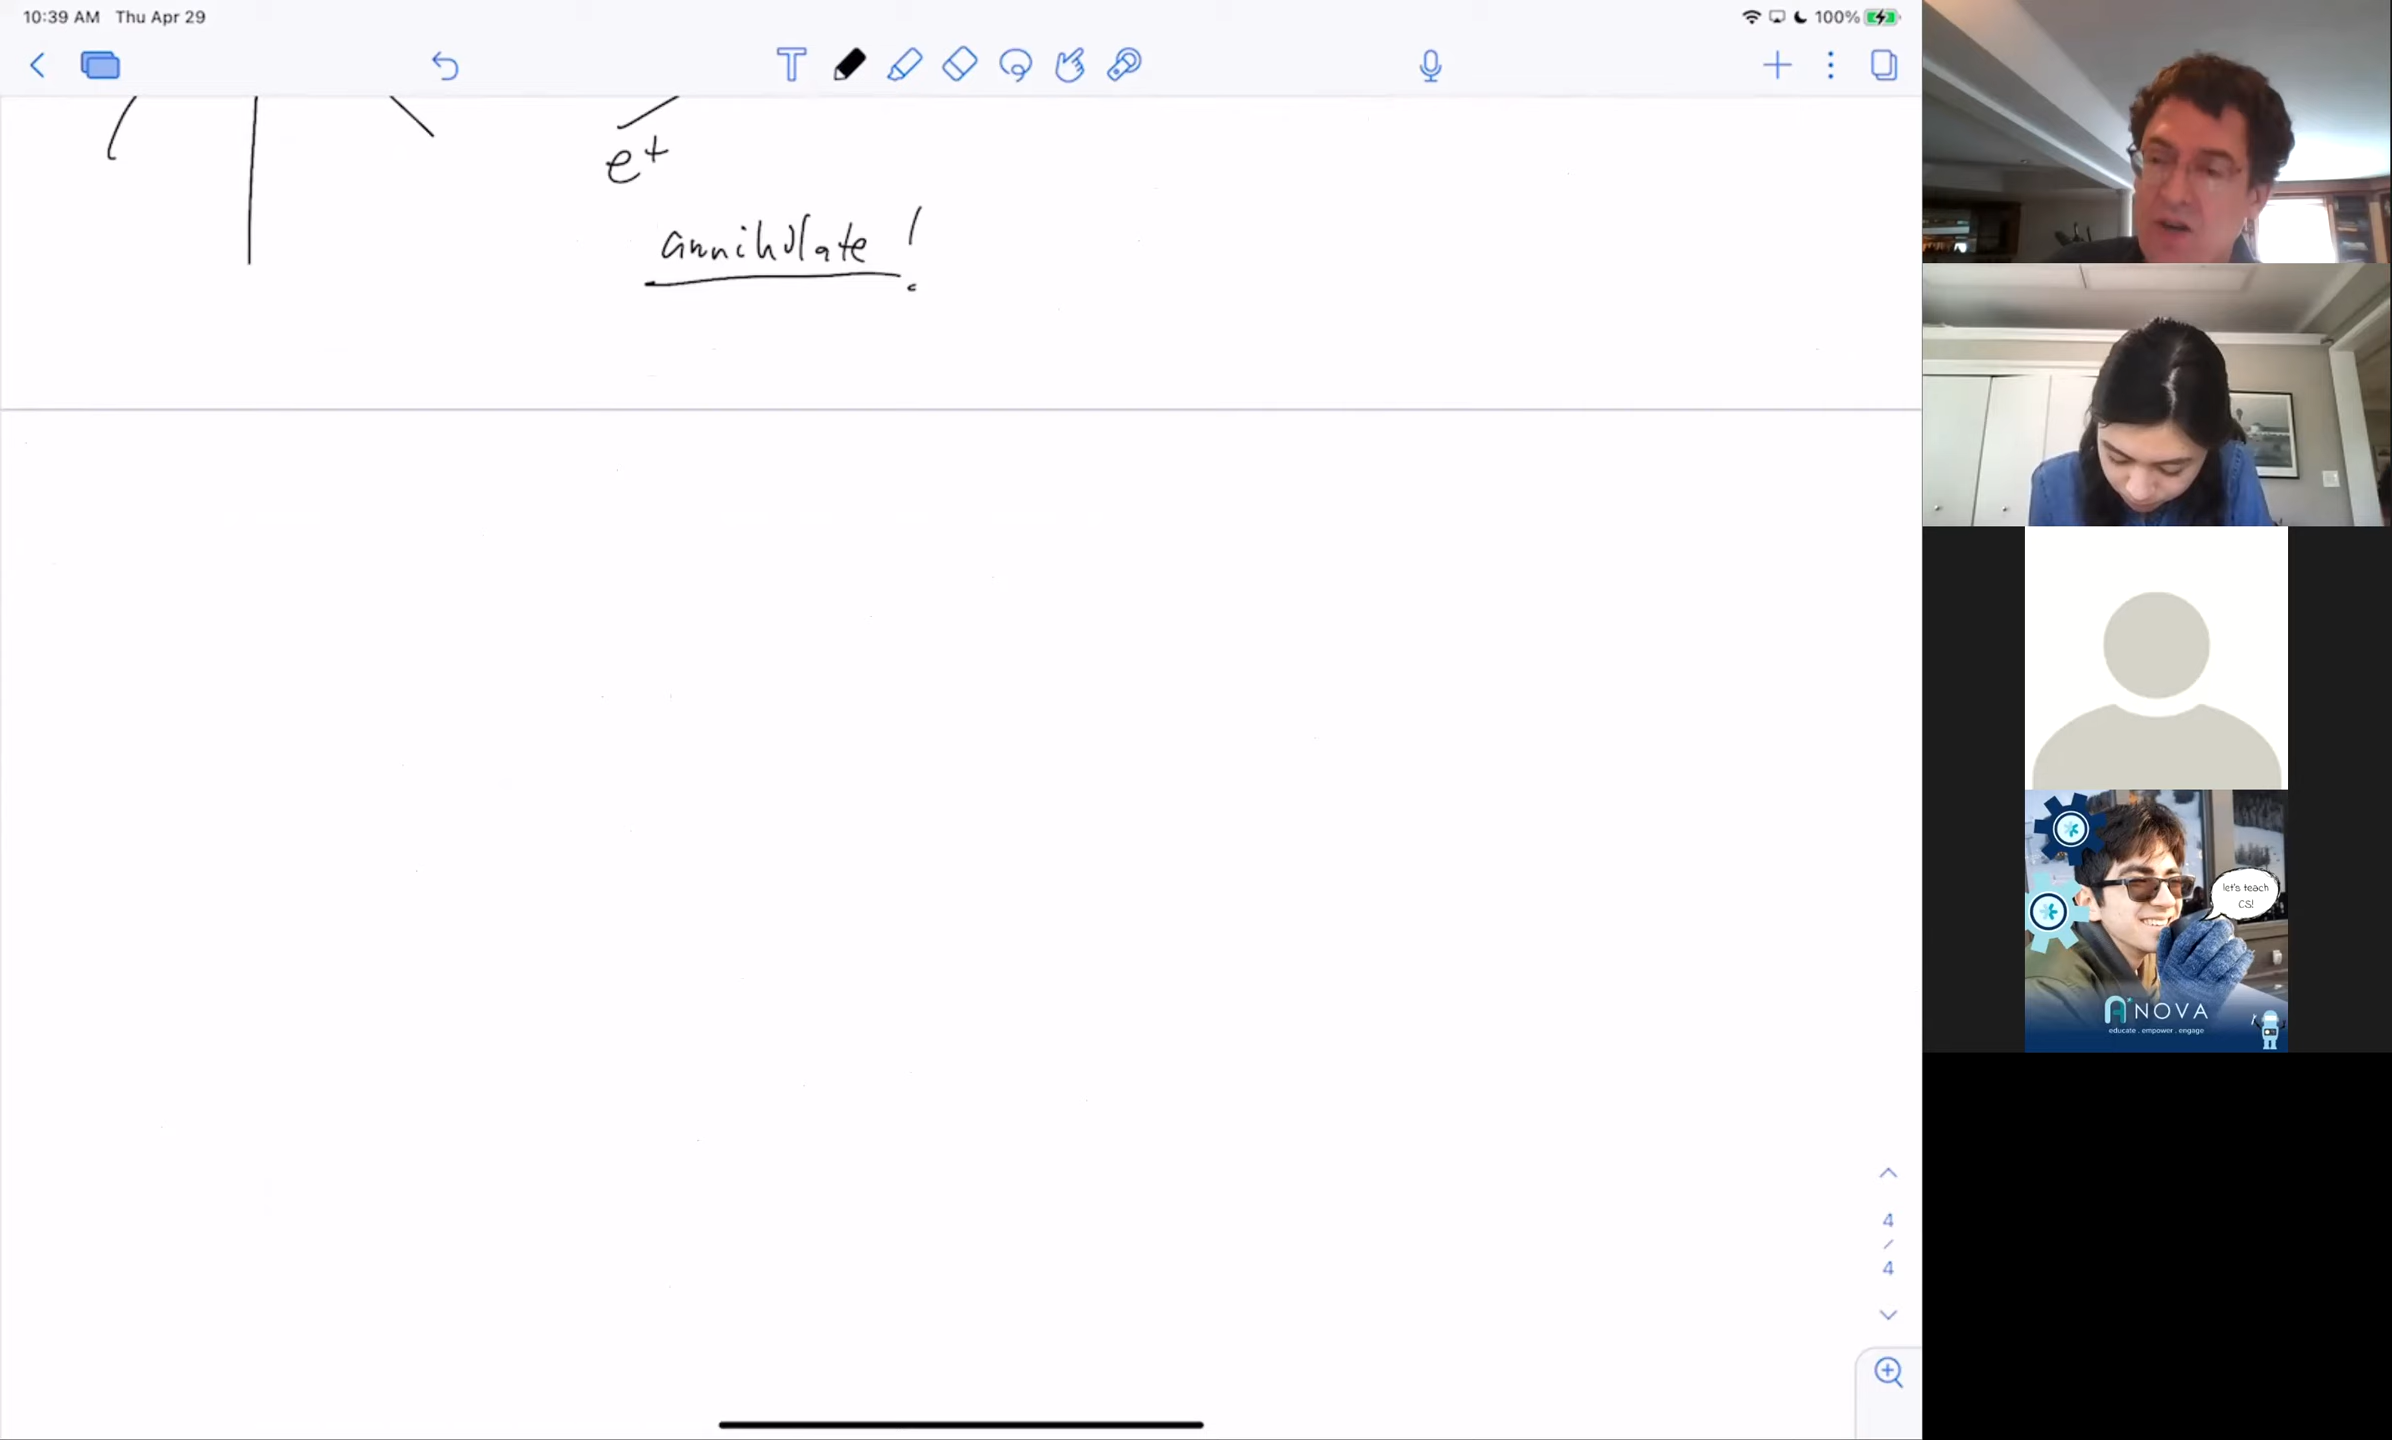 10:39 AM Thu Apr 29
100%
e+
annihilate!
4
/
4
let's teach
CS!
NOVA
educate . empower . engage